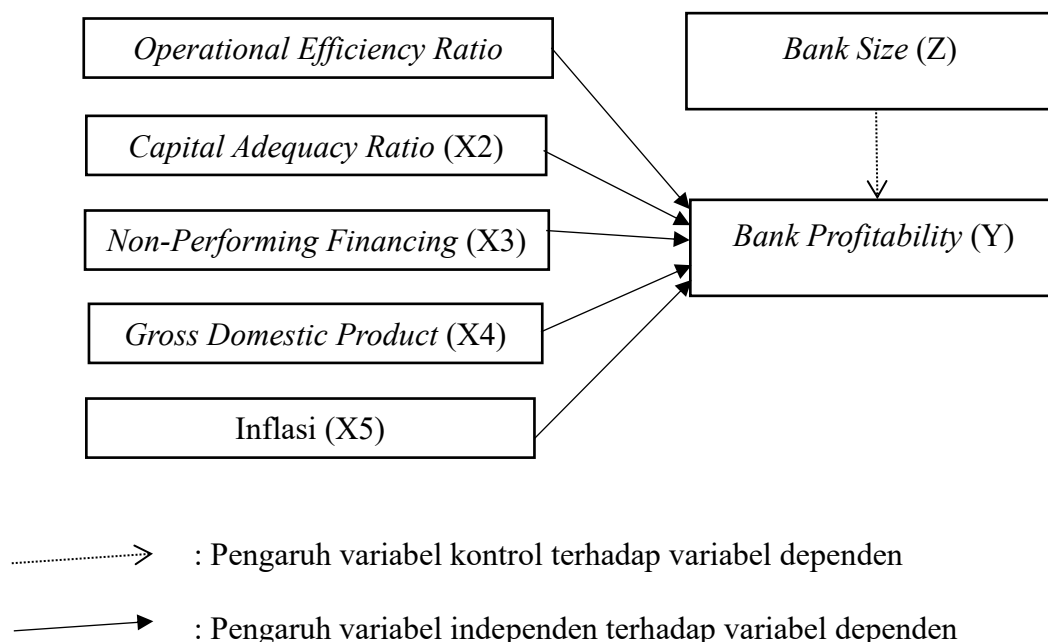 Operational Efficiency Ratio
Bank Size (Z)
Capital Adequacy Ratio (X2)
Non-Performing Financing (X3)
Bank Profitability (Y)
Gross Domestic Product (X4)
Inflasi (X5)
: Pengaruh variabel kontrol terhadap variabel dependen
: Pengaruh variabel independen terhadap variabel dependen